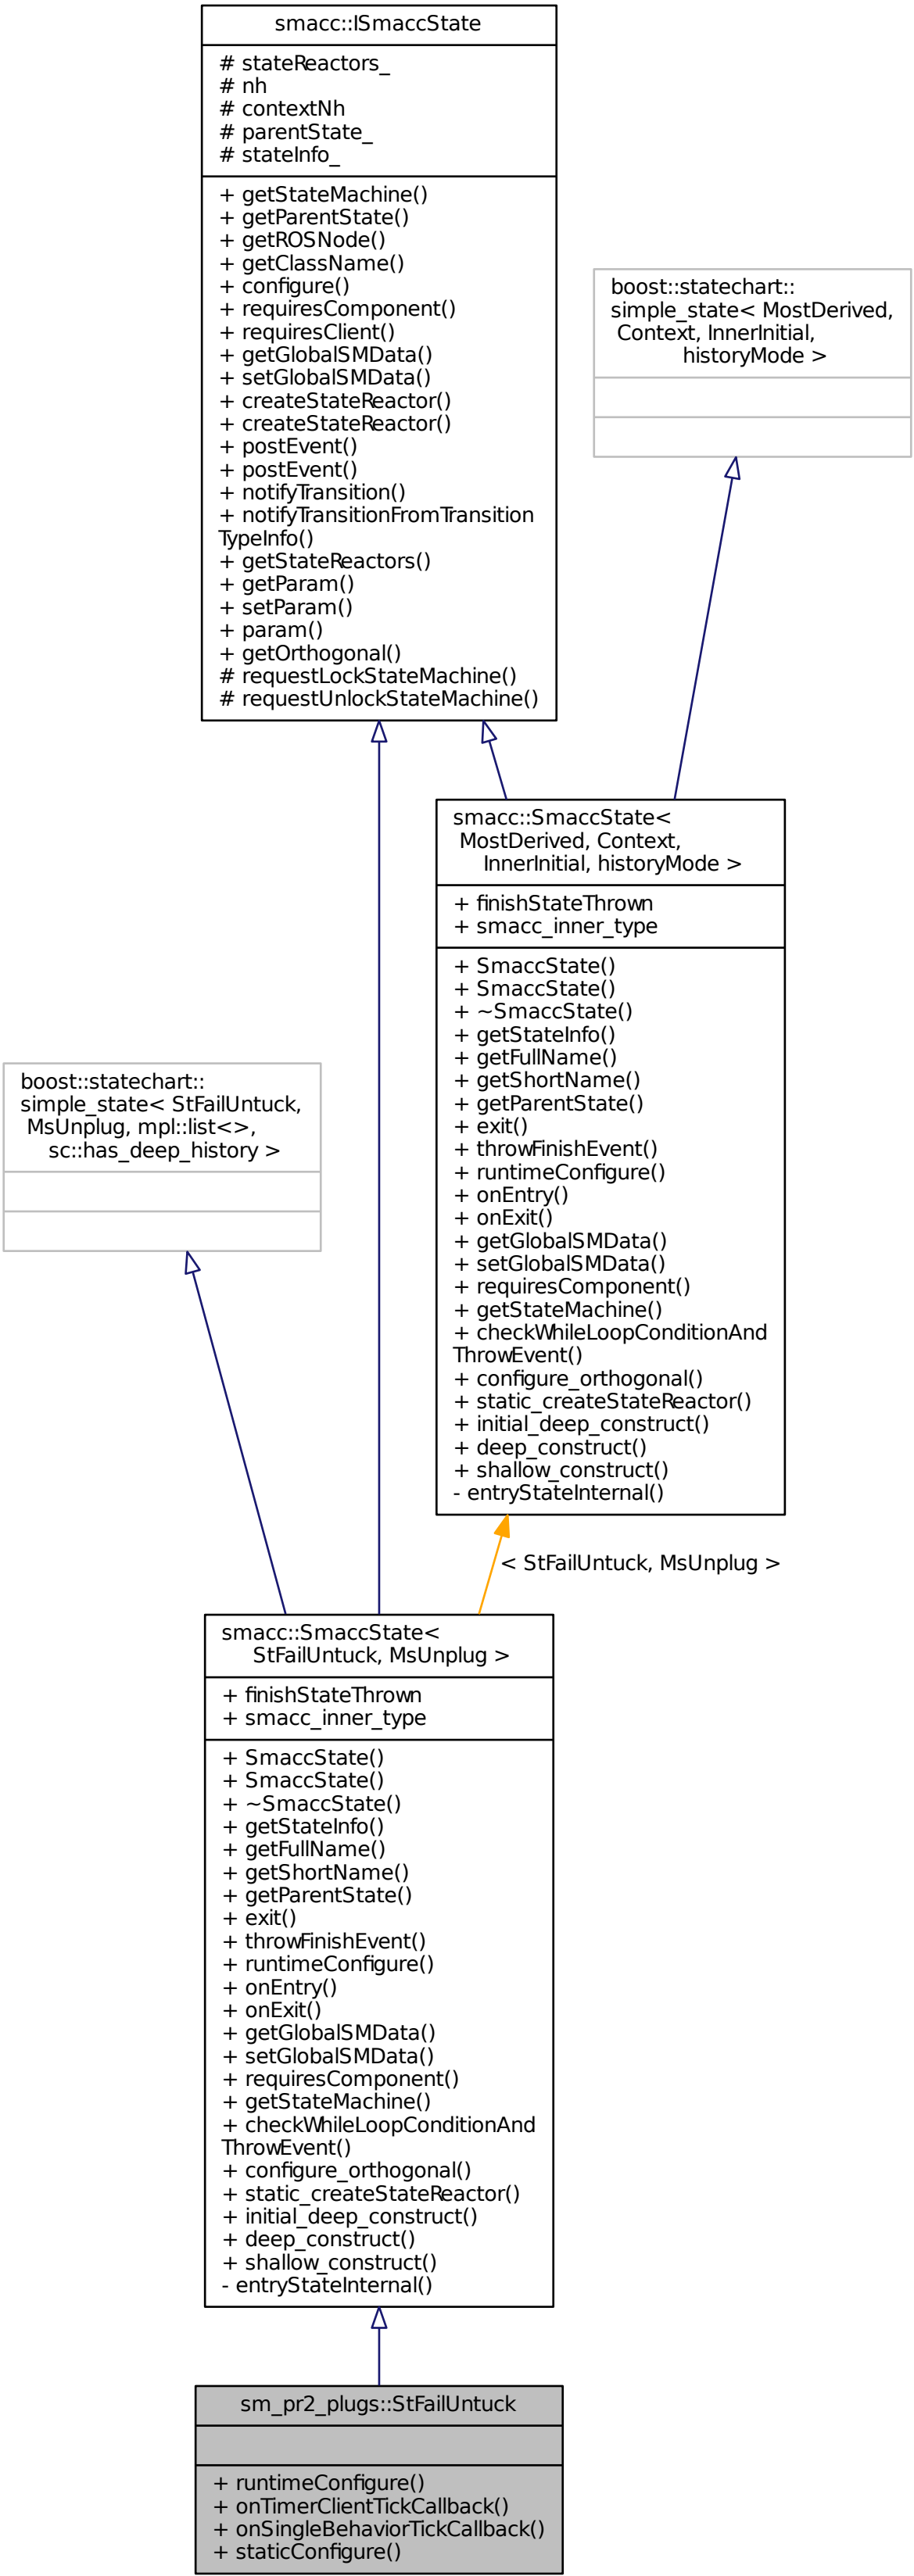 smacc::ISmaccState
# stateReactors_
# nh
# contextNh
# parentState_
# stateInfo_
+ getStateMachine()
+ getParentState()
+ getROSNode()
+ getClassName()
+ configure()
+ requiresComponent()
+ requiresClient()
+ getGlobalSMData()
+ setGlobalSMData()
+ createStateReactor()
+ createStateReactor()
+ postEvent()
+ postEvent()
+ notifyTransition()
+ notifyTransitionFromTransition
TypeInfo()
+ getStateReactors()
+ getParam()
+ setParam()
+ param()
+ getOrthogonal()
# requestLockStateMachine()
# requestUnlockStateMachine()
boost::statechart::
simple_state< MostDerived,
Context, InnerInitial,
historyMode >
smacc::SmaccState<
MostDerived, Context,
InnerInitial, historyMode >
+ finishStateThrown
+ smacc_inner_type
+ SmaccState()
+ SmaccState()
+ ~SmaccState()
+ getStateInfo()
+ getFullName()
+ getShortName()
+ getParentState()
+ exit()
+ throwFinishEvent()
+ runtimeConfigure()
+ onEntry()
+ onExit()
+ getGlobalSMData()
+ setGlobalSMData()
+ requiresComponent()
+ getStateMachine()
+ checkWhileLoopConditionAnd
ThrowEvent()
+ configure_orthogonal()
+ static_createStateReactor()
+ initial_deep_construct()
+ deep_construct()
+ shallow_construct()
- entryStateInternal()
boost::statechart::
simple_state< StFailUntuck,
MsUnplug, mpl::list<>,
sc::has_deep_history >
< StFailUntuck, MsUnplug >
smacc::SmaccState<
StFailUntuck, MsUnplug >
+ finishStateThrown
+ smacc_inner_type
+ SmaccState()
+ SmaccState()
+ ~SmaccState()
+ getStateInfo()
+ getFullName()
+ getShortName()
+ getParentState()
+ exit()
+ throwFinishEvent()
+ runtimeConfigure()
+ onEntry()
+ onExit()
+ getGlobalSMData()
+ setGlobalSMData()
+ requiresComponent()
+ getStateMachine()
+ checkWhileLoopConditionAnd
ThrowEvent()
+ configure_orthogonal()
+ static_createStateReactor()
+ initial_deep_construct()
+ deep_construct()
+ shallow_construct()
- entryStateInternal()
sm_pr2_plugs::StFailUntuck
+ runtimeConfigure()
+ onTimerClientTickCallback()
+ onSingleBehaviorTickCallback()
+ staticConfigure()